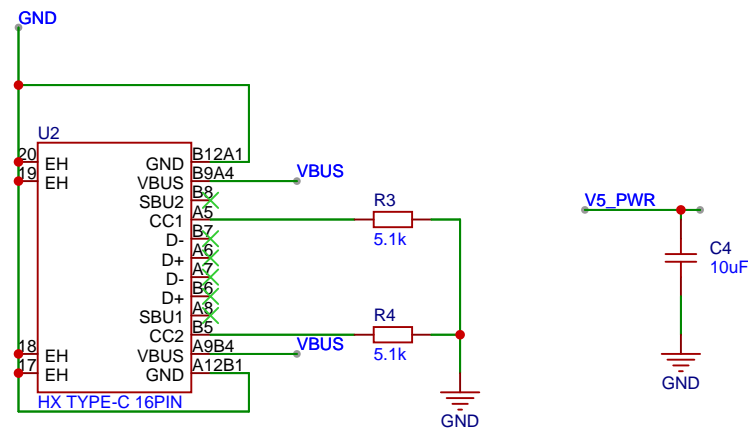 GND
U2
20 EH GND B12A1
19 EH VBUS B9A4 VBUS
SBU2 B8
CC1 A5
D- B7
D+ A6
D- A7
D+ B6
SBU1 A8
CC2 B5
18 EH VBUS A9B4 VBUS
17 EH GND A12B1
HX TYPE-C 16PIN
R3
5.1k
R4
5.1k
GND
V5_PWR
C4
10uF
GND